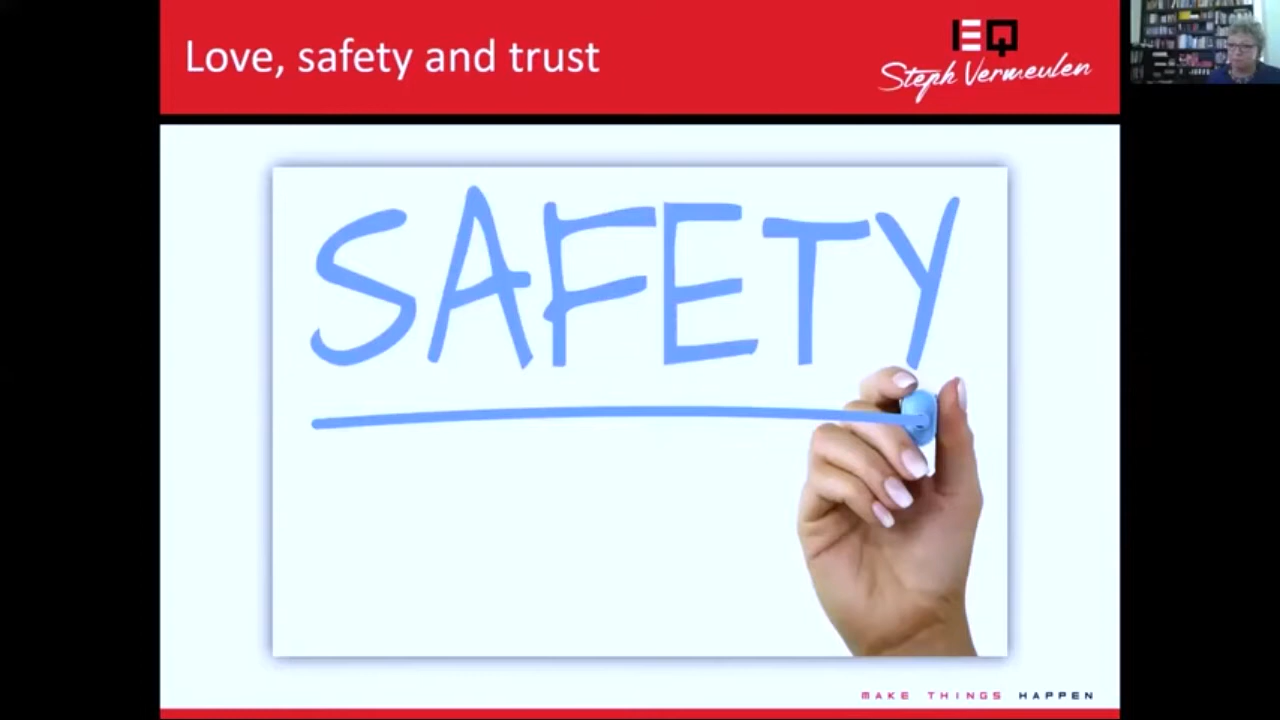 Love, safety and trust
EQ
Steph Vermeulen
SAFETY
MAKE THINGS HAPPEN